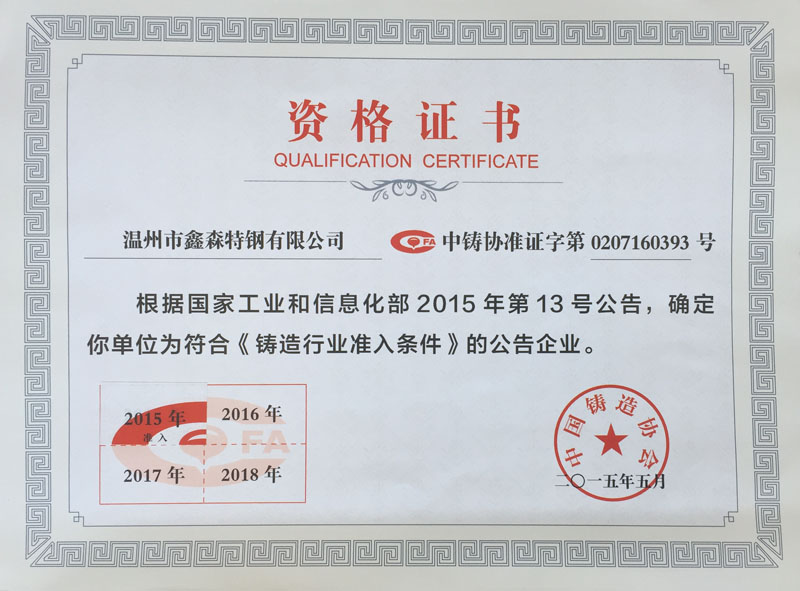 资格证书
QUALIFICATION CERTIFICATE
温州市鑫森特钢有限公司 CFA 中铸协准证字第 0207160393 号
根据国家工业和信息化部 2015 年第 13 号公告，确定
你单位为符合《铸造行业准入条件》的公告企业。
2015 年 2016 年
准入
FA
2017 年 2018 年
中国铸造协会
二〇一五年五月